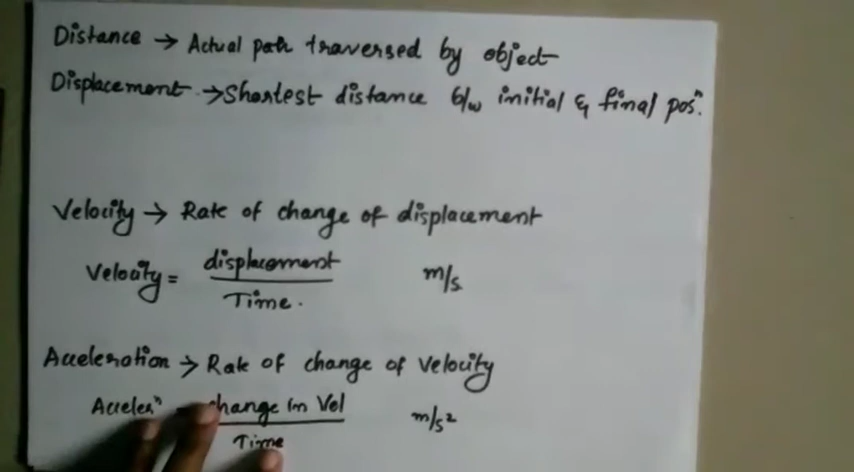 Distance → Actual path traversed by object
Displacement → Shortest distance b/w initial & final posⁿ.
Velocity → Rate of change of displacement
Velocity = displacement / Time. m/s
Acceleration → Rate of change of Velocity
Acceleⁿ = change in Vel / Time m/s²